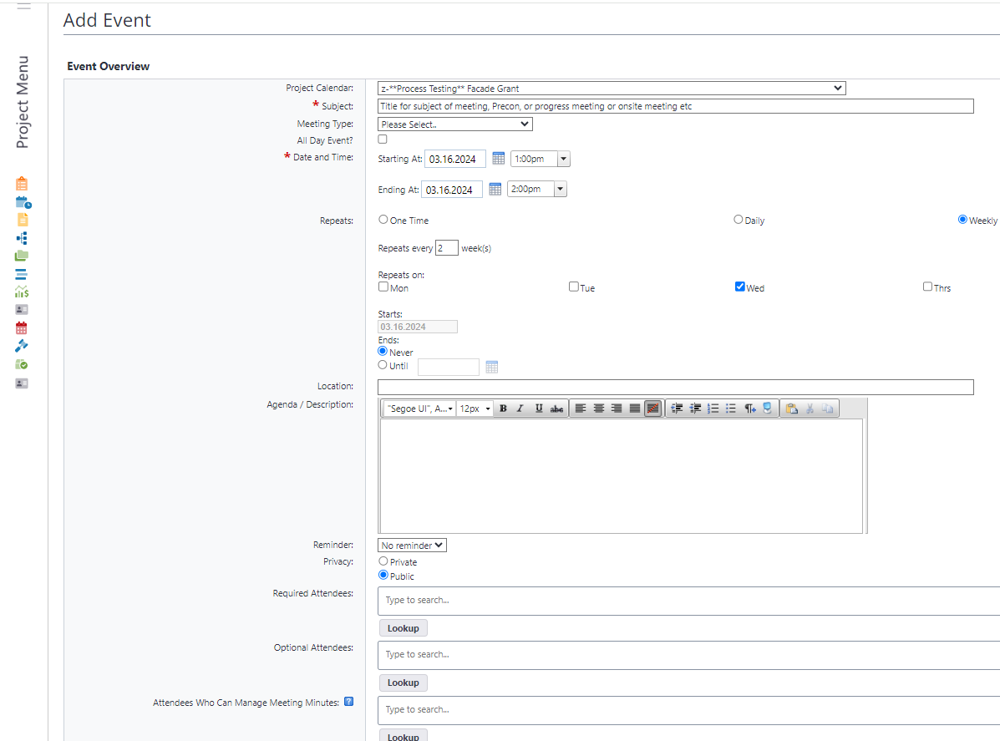 Add Event
Project Menu
Event Overview
Project Calendar: z-**Process Testing** Facade Grant
* Subject: Title for subject of meeting, Precon, or progress meeting or onsite meeting etc
Meeting Type: Please Select..
All Day Event?
* Date and Time: Starting At: 03.16.2024 1:00pm
Ending At: 03.16.2024 2:00pm
Repeats: One Time Daily Weekly
Repeats every 2 week(s)
Repeats on:
Mon Tue Wed Thrs
Starts:
03.16.2024
Ends:
Never
Until
Location:
Agenda / Description: "Segoe UI", A... 12px B I U abc
Reminder: No reminder
Privacy: Private
Public
Required Attendees: Type to search...
Lookup
Optional Attendees: Type to search...
Lookup
Attendees Who Can Manage Meeting Minutes: ? Type to search...
Lookup